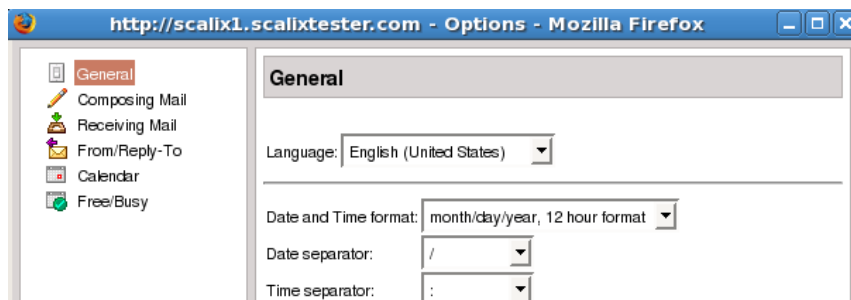 http://scalix1.scalixtester.com - Options - Mozilla Firefox
General
Composing Mail
Receiving Mail
From/Reply-To
Calendar
Free/Busy
General
Language: English (United States)
Date and Time format: month/day/year, 12 hour format
Date separator: /
Time separator: :